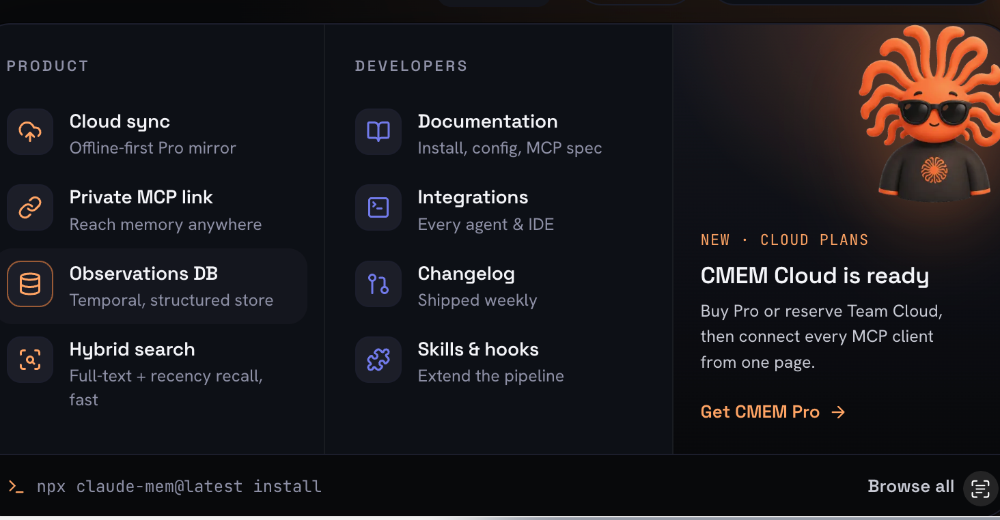 PRODUCT
Cloud sync
Offline-first Pro mirror
Private MCP link
Reach memory anywhere
Observations DB
Temporal, structured store
Hybrid search
Full-text + recency recall,
fast
DEVELOPERS
Documentation
Install, config, MCP spec
Integrations
Every agent & IDE
Changelog
Shipped weekly
Skills & hooks
Extend the pipeline
NEW · CLOUD PLANS
CMEM Cloud is ready
Buy Pro or reserve Team Cloud,
then connect every MCP client
from one page.
Get CMEM Pro →
npx claude-mem@latest install
Browse all